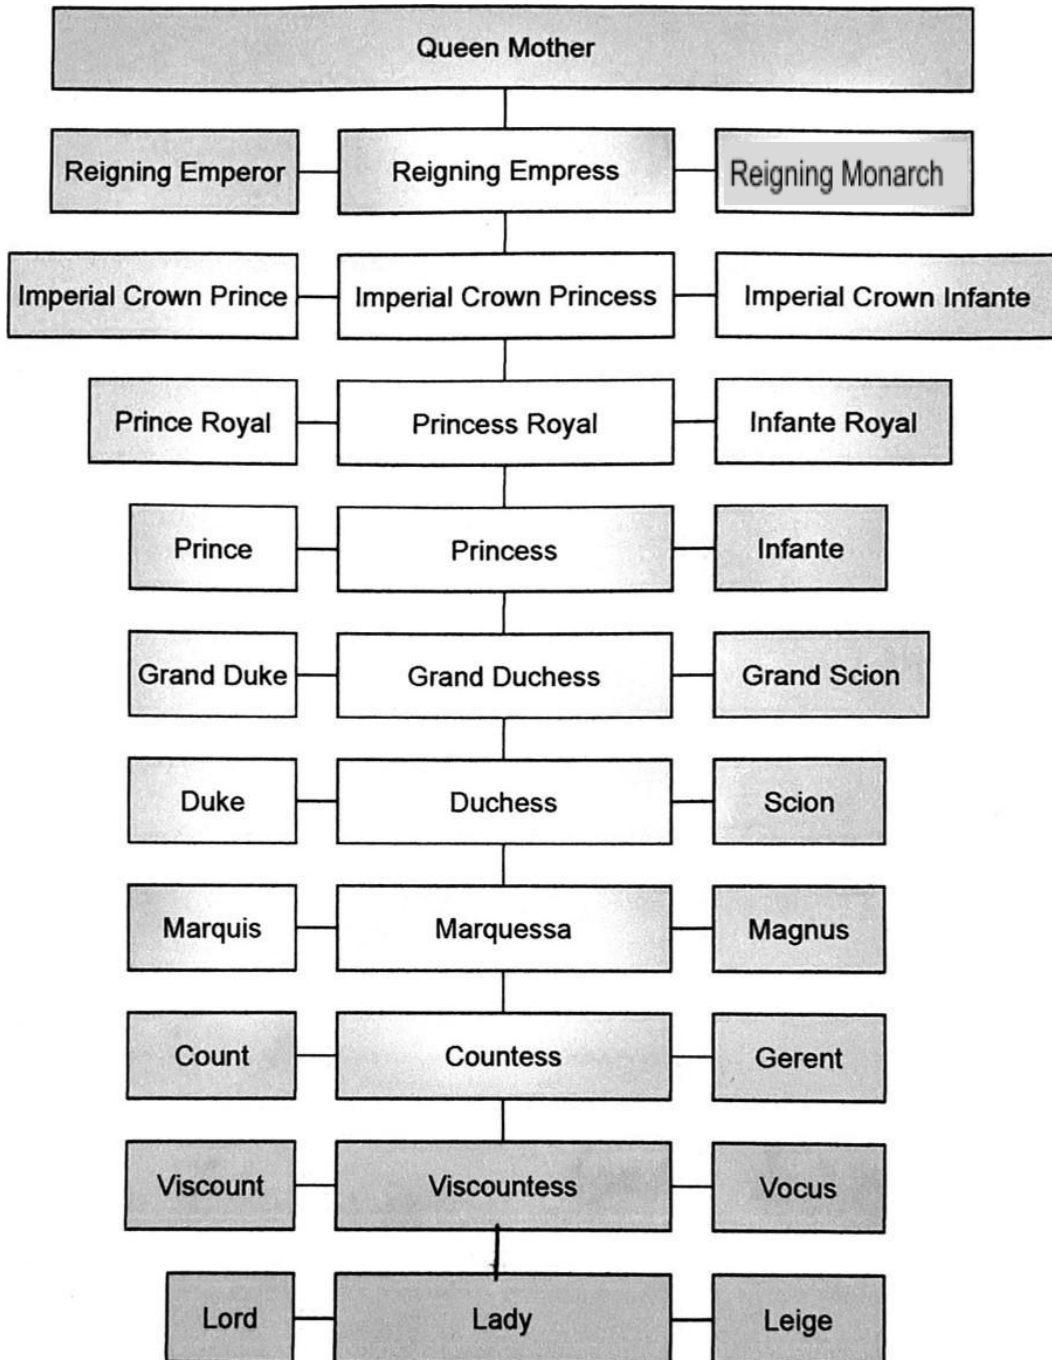 Queen Mother
Reigning Emperor Reigning Empress Reigning Monarch
Imperial Crown Prince Imperial Crown Princess Imperial Crown Infante
Prince Royal Princess Royal Infante Royal
Prince Princess Infante
Grand Duke Grand Duchess Grand Scion
Duke Duchess Scion
Marquis Marquessa Magnus
Count Countess Gerent
Viscount Viscountess Vocus
Lord Lady Leige